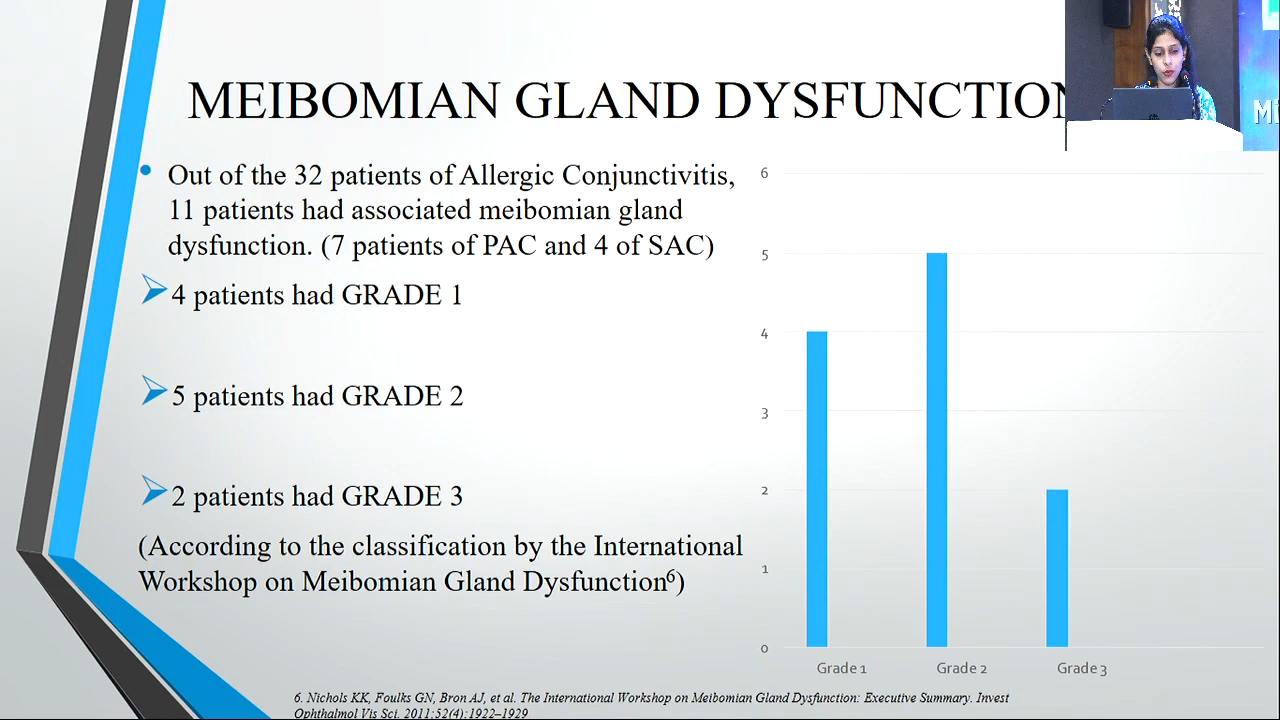 MEIBOMIAN GLAND DYSFUNCTION
• Out of the 32 patients of Allergic Conjunctivitis,
11 patients had associated meibomian gland
dysfunction. (7 patients of PAC and 4 of SAC)
4 patients had GRADE 1
5 patients had GRADE 2
2 patients had GRADE 3
(According to the classification by the International
Workshop on Meibomian Gland Dysfunction⁶)
6
5
4
3
2
1
0
Grade 1 Grade 2 Grade 3
6. Nichols KK, Foulks GN, Bron AJ, et al. The International Workshop on Meibomian Gland Dysfunction: Executive Summary. Invest
Ophthalmol Vis Sci. 2011;52(4):1922–1929